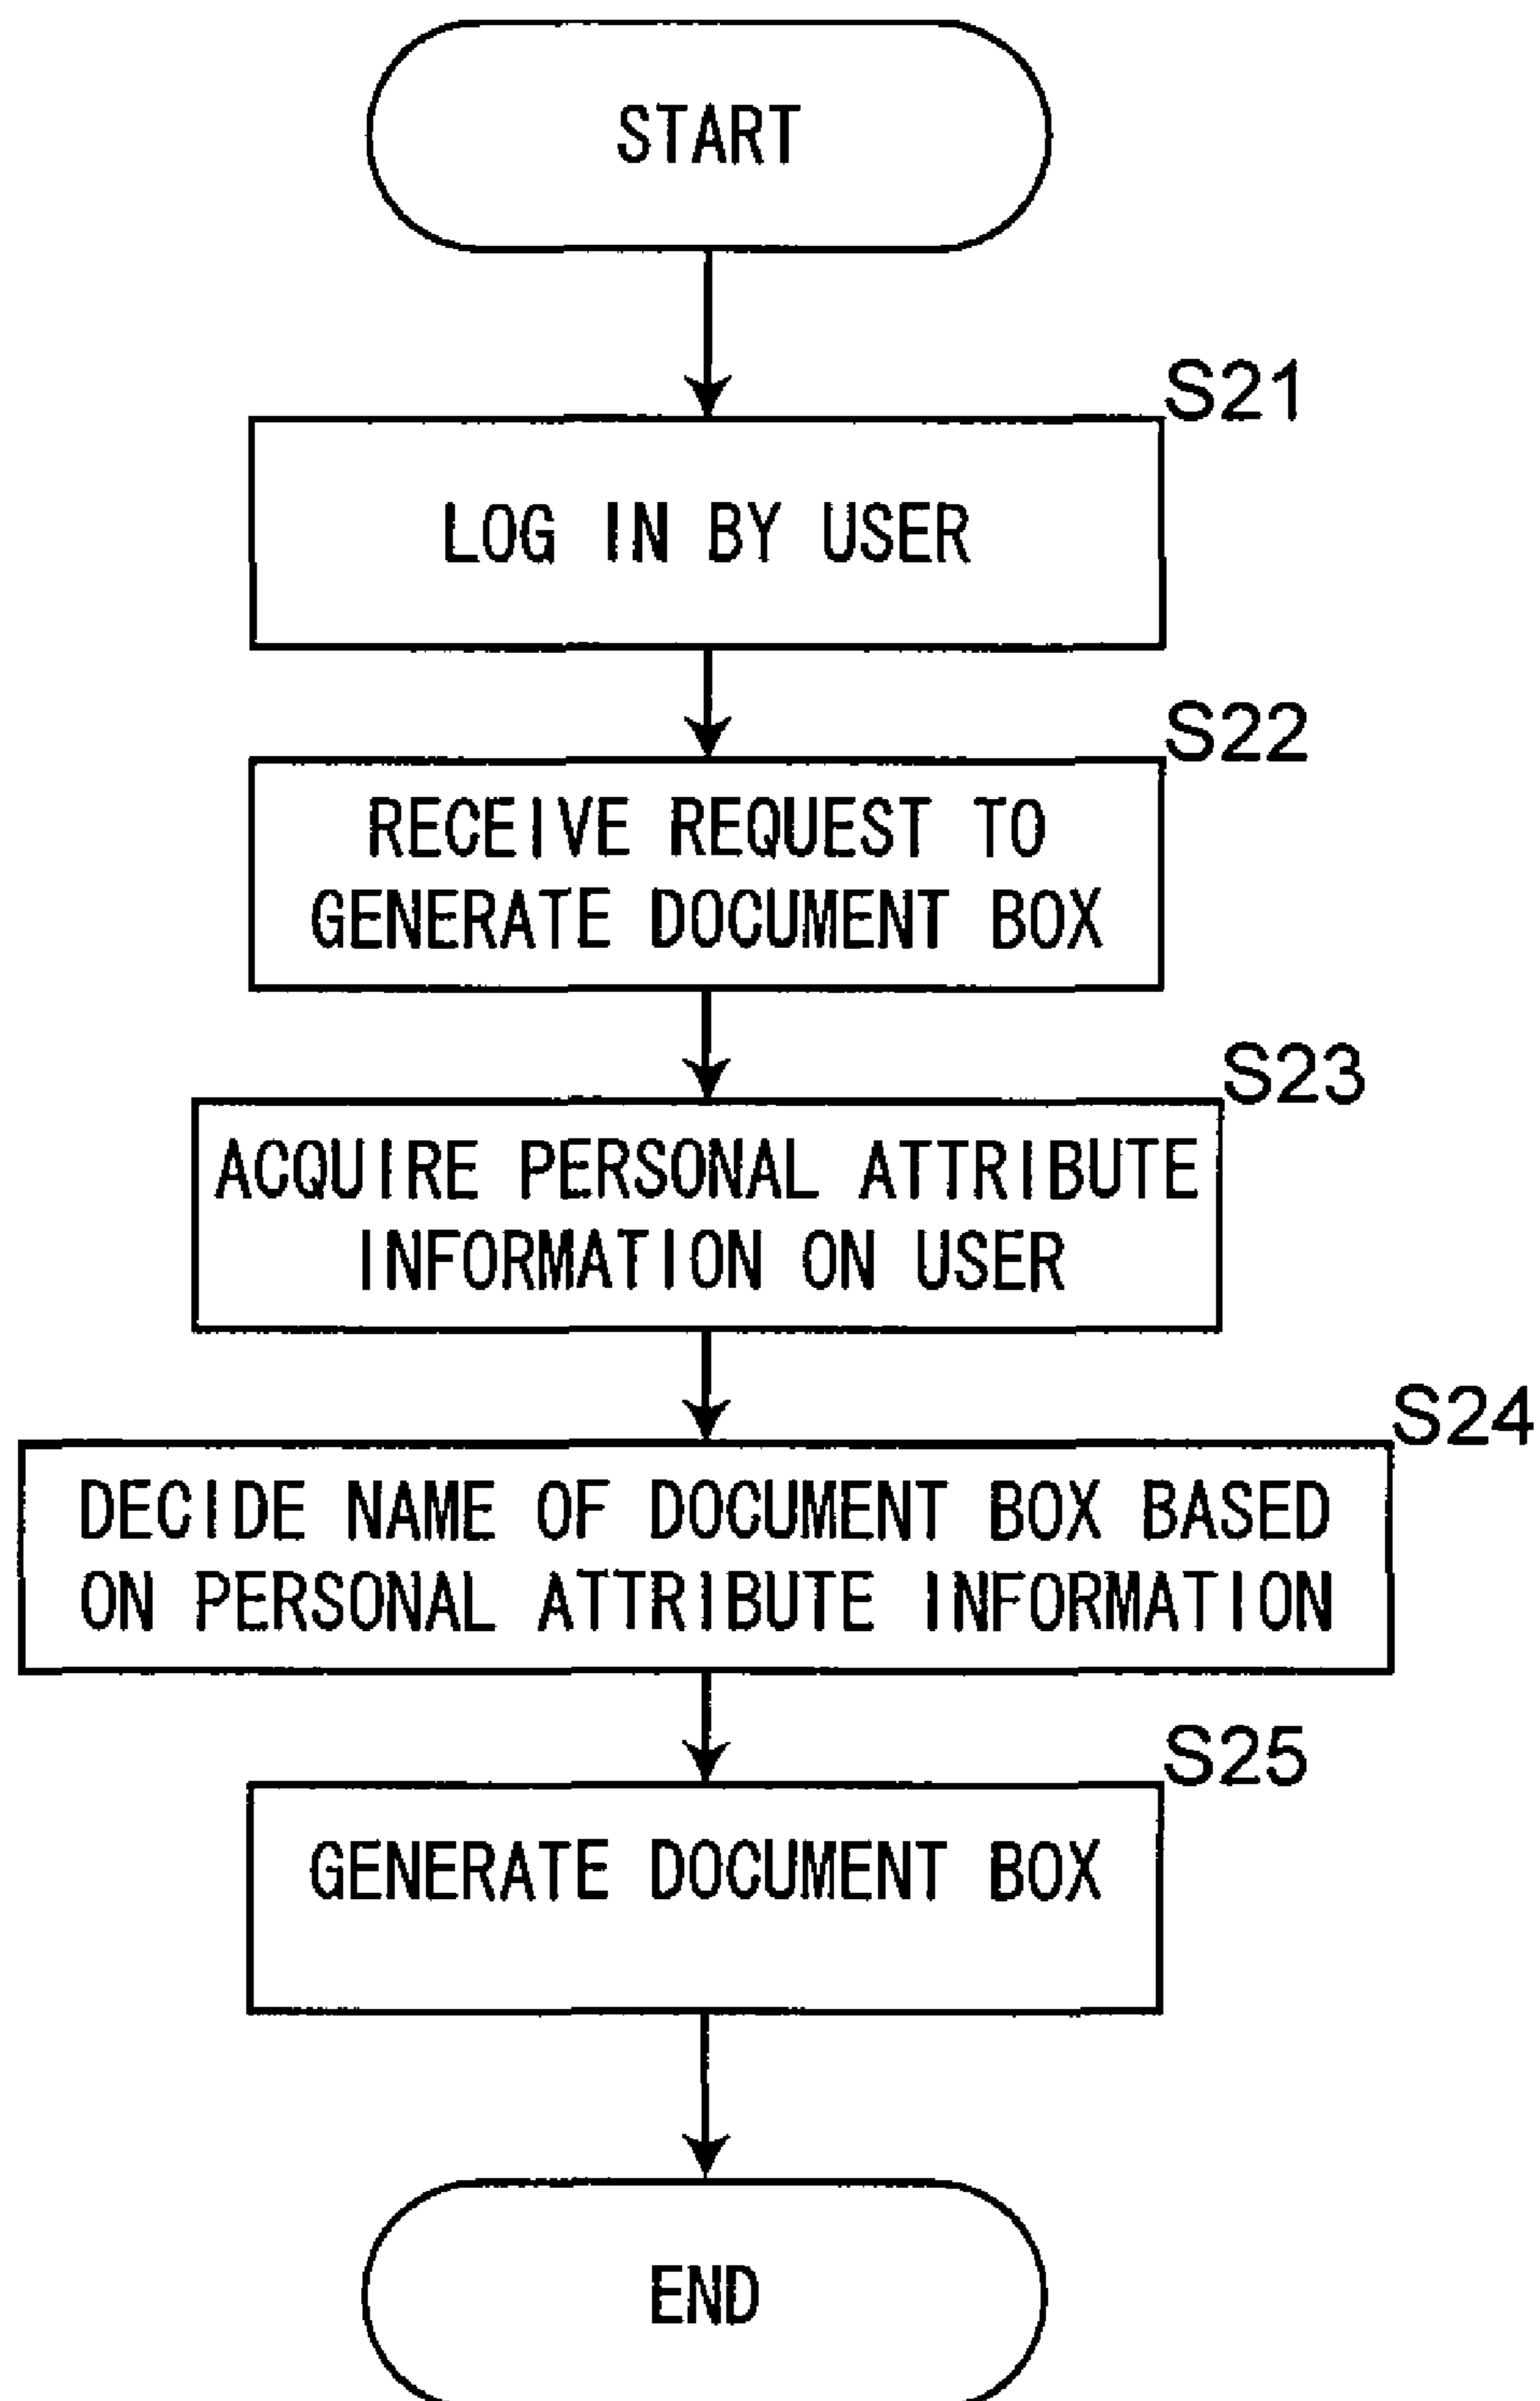 START
S21
LOG IN BY USER
S22
RECEIVE REQUEST TO
GENERATE DOCUMENT BOX
S23
ACQUIRE PERSONAL ATTRIBUTE
INFORMATION ON USER
S24
DECIDE NAME OF DOCUMENT BOX BASED
ON PERSONAL ATTRIBUTE INFORMATION
S25
GENERATE DOCUMENT BOX
END